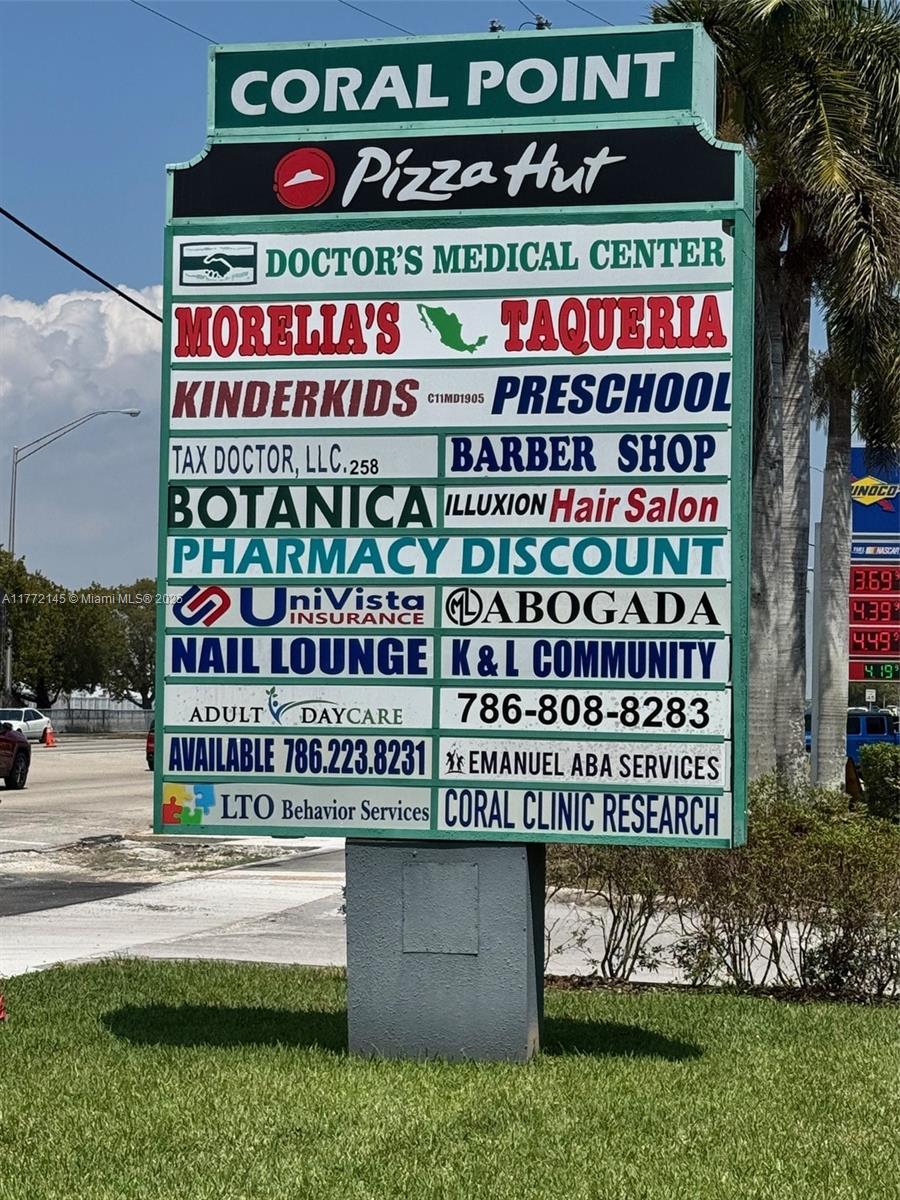 CORAL POINT
Pizza Hut
DOCTOR'S MEDICAL CENTER
MORELIA'S TAQUERIA
KINDERKIDS C11MD1905 PRESCHOOL
TAX DOCTOR, LLC. 258
BARBER SHOP
BOTANICA
ILLUXION Hair Salon
PHARMACY DISCOUNT
UNIVISTA
INSURANCE
ML ABOGADA
NAIL LOUNGE
K & L COMMUNITY
ADULT DAYCARE
786-808-8283
AVAILABLE 786.223.8231
EMANUEL ABA SERVICES
LTO Behavior Services
CORAL CLINIC RESEARCH
UNOCO
NASCAR
3.69
4.39
4.49
4.19
A11772145 © Miami MLS®